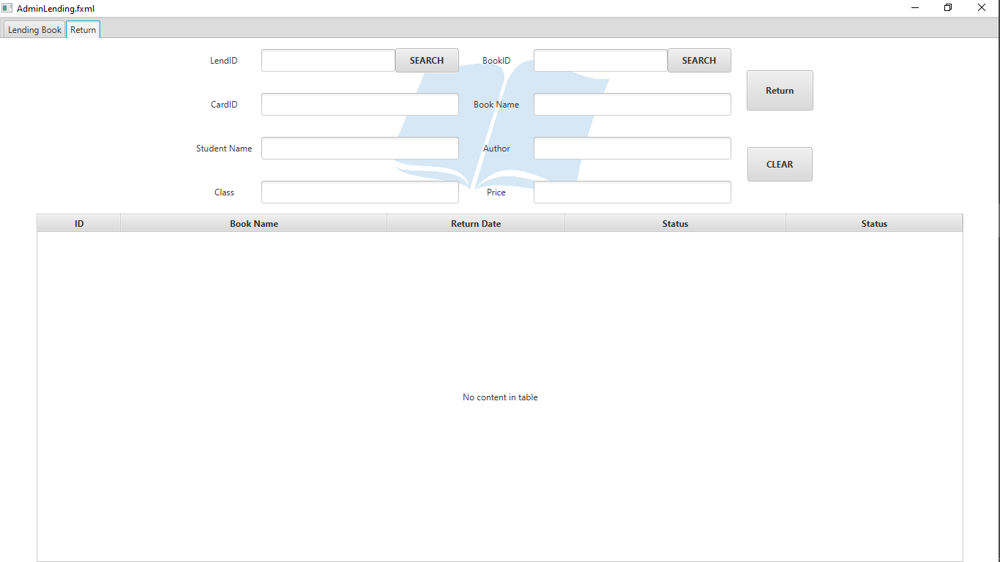 AdminLending.fxml
Lending Book Return
LendID SEARCH BookID SEARCH
Return
CardID Book Name
Student Name Author
CLEAR
Class Price
ID Book Name Return Date Status Status
No content in table